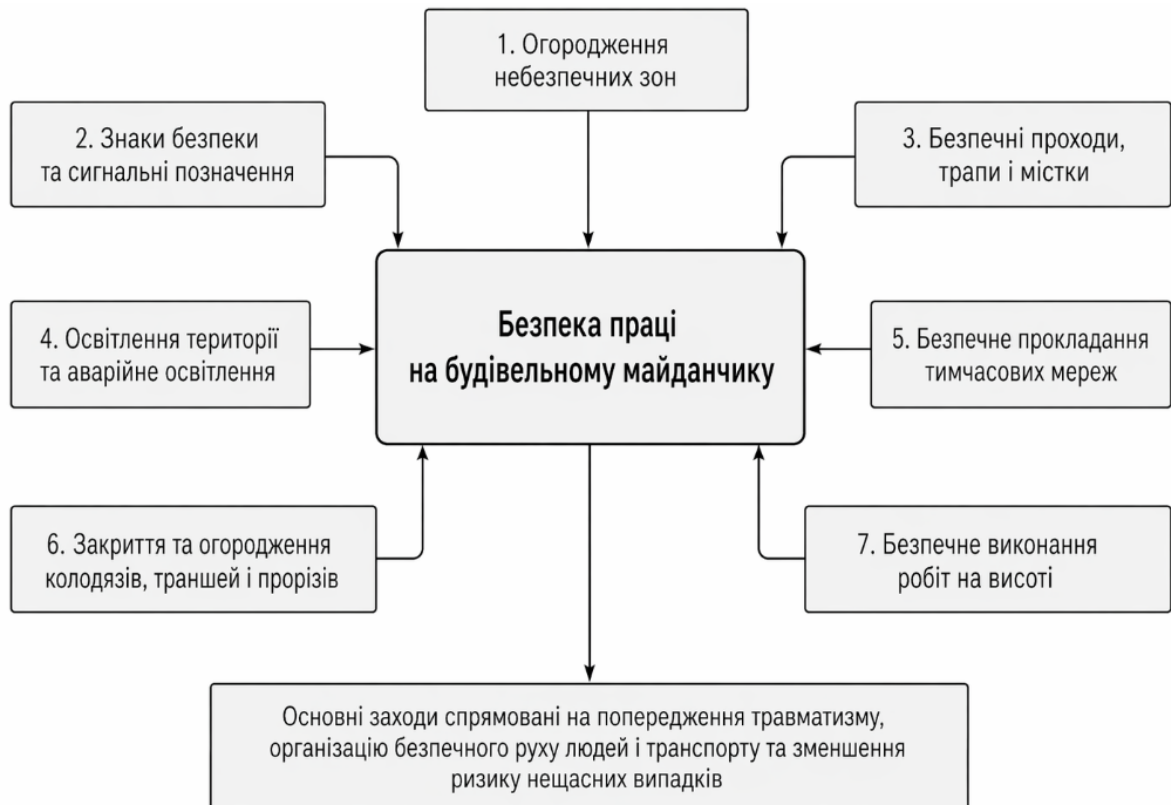 1. Огородження
небезпечних зон
2. Знаки безпеки
та сигнальні позначення
3. Безпечні проходи,
трапи і містки
Безпека праці
на будівельному майданчику
4. Освітлення території
та аварійне освітлення
5. Безпечне прокладання
тимчасових мереж
6. Закриття та огородження
колодязів, траншей і прорізів
7. Безпечне виконання
робіт на висоті
Основні заходи спрямовані на попередження травматизму,
організацію безпечного руху людей і транспорту та зменшення
ризику нещасних випадків